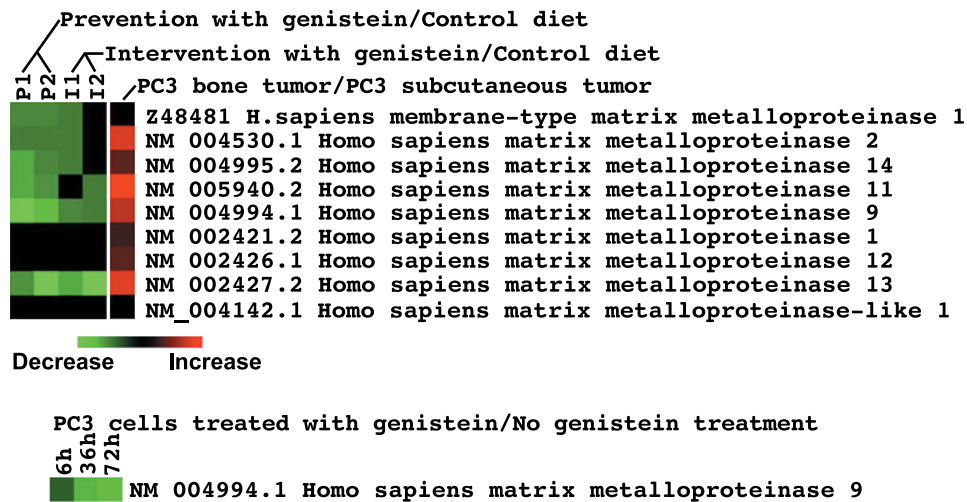 Prevention with genistein/Control diet
Intervention with genistein/Control diet
P1 P2 I1 I2
PC3 bone tumor/PC3 subcutaneous tumor
Z48481 H.sapiens membrane-type matrix metalloproteinase 1
NM 004530.1 Homo sapiens matrix metalloproteinase 2
NM 004995.2 Homo sapiens matrix metalloproteinase 14
NM 005940.2 Homo sapiens matrix metalloproteinase 11
NM 004994.1 Homo sapiens matrix metalloproteinase 9
NM 002421.2 Homo sapiens matrix metalloproteinase 1
NM 002426.1 Homo sapiens matrix metalloproteinase 12
NM 002427.2 Homo sapiens matrix metalloproteinase 13
NM_004142.1 Homo sapiens matrix metalloproteinase-like 1
Decrease Increase
PC3 cells treated with genistein/No genistein treatment
6h 36h 72h
NM 004994.1 Homo sapiens matrix metalloproteinase 9